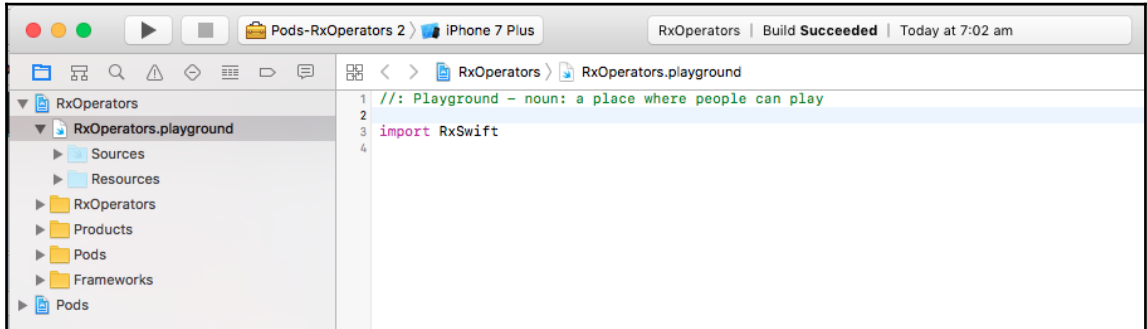 Pods-RxOperators 2 〉 iPhone 7 Plus
RxOperators | Build Succeeded | Today at 7:02 am
RxOperators 〉 RxOperators.playground
RxOperators
RxOperators.playground
Sources
Resources
RxOperators
Products
Pods
Frameworks
Pods
1 //: Playground - noun: a place where people can play
2
3 import RxSwift
4